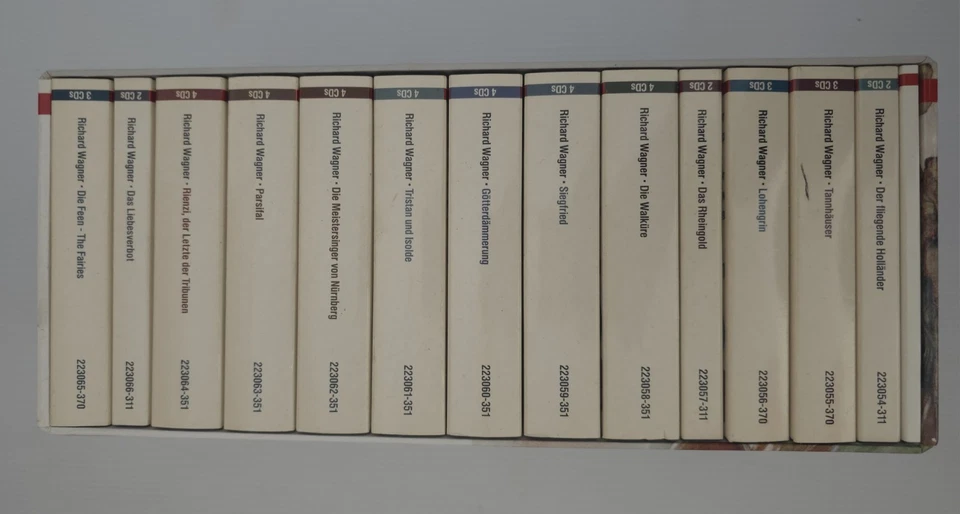 3 CDs
Richard Wagner · Die Feen - The Fairies
223065-370
2 CDs
Richard Wagner · Das Liebesverbot
223066-311
4 CDs
Richard Wagner · Rienzi, der Letzte der Tribunen
223064-351
4 CDs
Richard Wagner · Parsifal
223063-351
4 CDs
Richard Wagner · Die Meistersinger von Nürnberg
223062-351
4 CDs
Richard Wagner · Tristan und Isolde
223061-351
4 CDs
Richard Wagner · Götterdämmerung
223060-351
4 CDs
Richard Wagner · Siegfried
223059-351
4 CDs
Richard Wagner · Die Walküre
223058-351
2 CDs
Richard Wagner · Das Rheingold
223057-311
3 CDs
Richard Wagner · Lohengrin
223056-370
3 CDs
Richard Wagner · Tannhäuser
223055-370
2 CDs
Richard Wagner · Der fliegende Holländer
223054-311